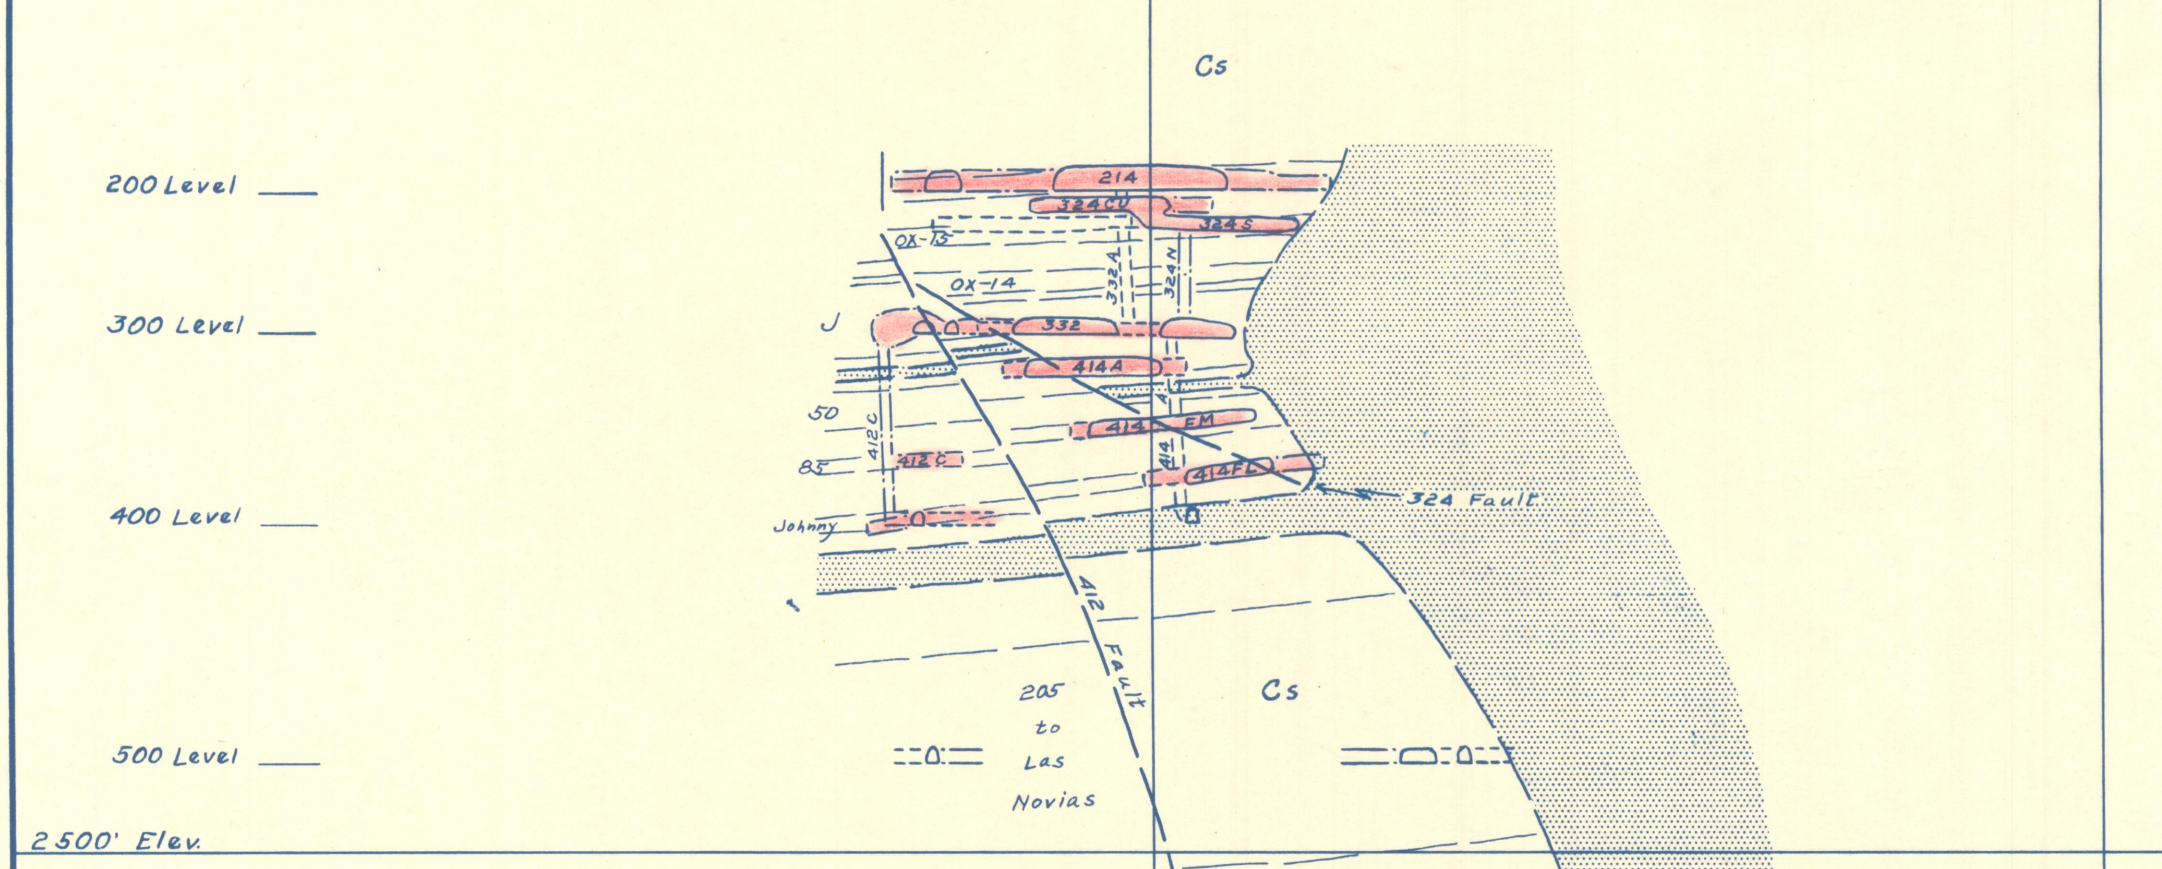 Cs
200 Level
214
324CU
324S
OX-15
332A
324N
OX-14
300 Level
J
332
414A
A
50
414 FM
412C
414
85
412C
414FL
324 Fault
400 Level
Johnny
412 Fault
205
to
Las
Novias
Cs
500 Level
2500' Elev.